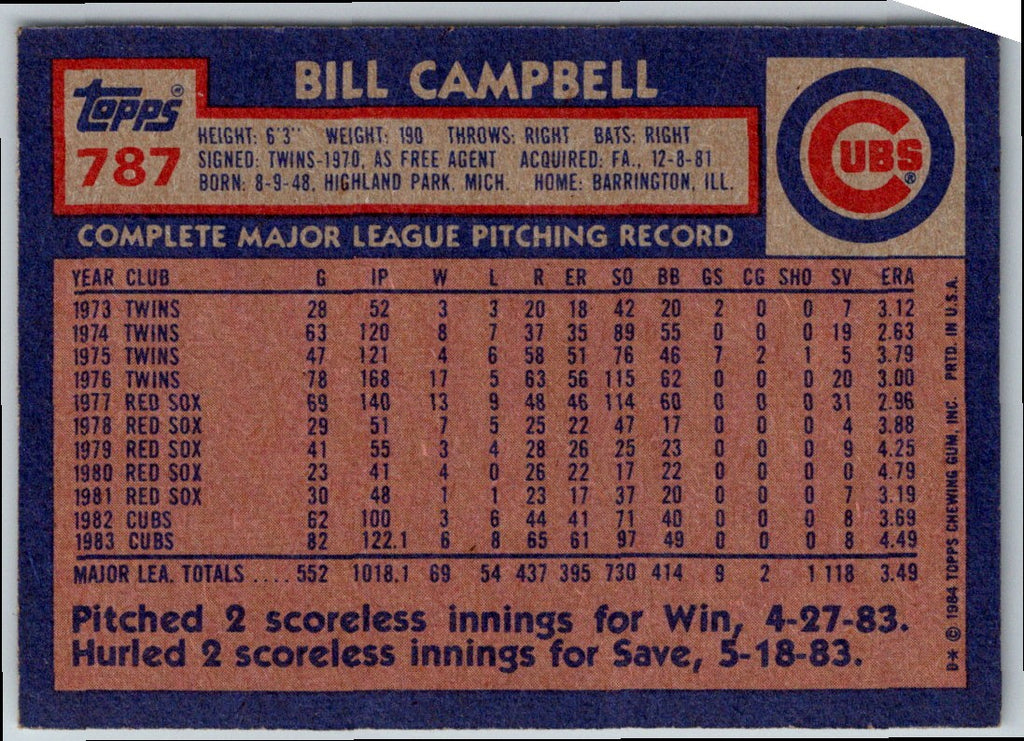 BILL CAMPBELL
Topps®
787
HEIGHT: 6'3" WEIGHT: 190 THROWS: RIGHT BATS: RIGHT
SIGNED: TWINS-1970, AS FREE AGENT ACQUIRED: FA., 12-8-81
BORN: 8-9-48, HIGHLAND PARK, MICH. HOME: BARRINGTON, ILL.
CUBS®
COMPLETE MAJOR LEAGUE PITCHING RECORD
YEAR CLUB G IP W L R ER SO BB GS CG SHO SV ERA
1973 TWINS 28 52 3 3 20 18 42 20 2 0 0 7 3.12
1974 TWINS 63 120 8 7 37 35 89 55 0 0 0 19 2.63
1975 TWINS 47 121 4 6 58 51 76 46 7 2 1 5 3.79
1976 TWINS 78 168 17 5 63 56 115 62 0 0 0 20 3.00
1977 RED SOX 69 140 13 9 48 46 114 60 0 0 0 31 2.96
1978 RED SOX 29 51 7 5 25 22 47 17 0 0 0 4 3.88
1979 RED SOX 41 55 3 4 28 26 25 23 0 0 0 9 4.25
1980 RED SOX 23 41 4 0 26 22 17 22 0 0 0 0 4.79
1981 RED SOX 30 48 1 1 23 17 37 20 0 0 0 7 3.19
1982 CUBS 62 100 3 6 44 41 71 40 0 0 0 8 3.69
1983 CUBS 82 122.1 6 8 65 61 97 49 0 0 0 8 4.49
MAJOR LEA. TOTALS .... 552 1018.1 69 54 437 395 730 414 9 2 1 118 3.49
Pitched 2 scoreless innings for Win, 4-27-83.
Hurled 2 scoreless innings for Save, 5-18-83.
D* © 1984 TOPPS CHEWING GUM, INC. PRTD. IN U.S.A.